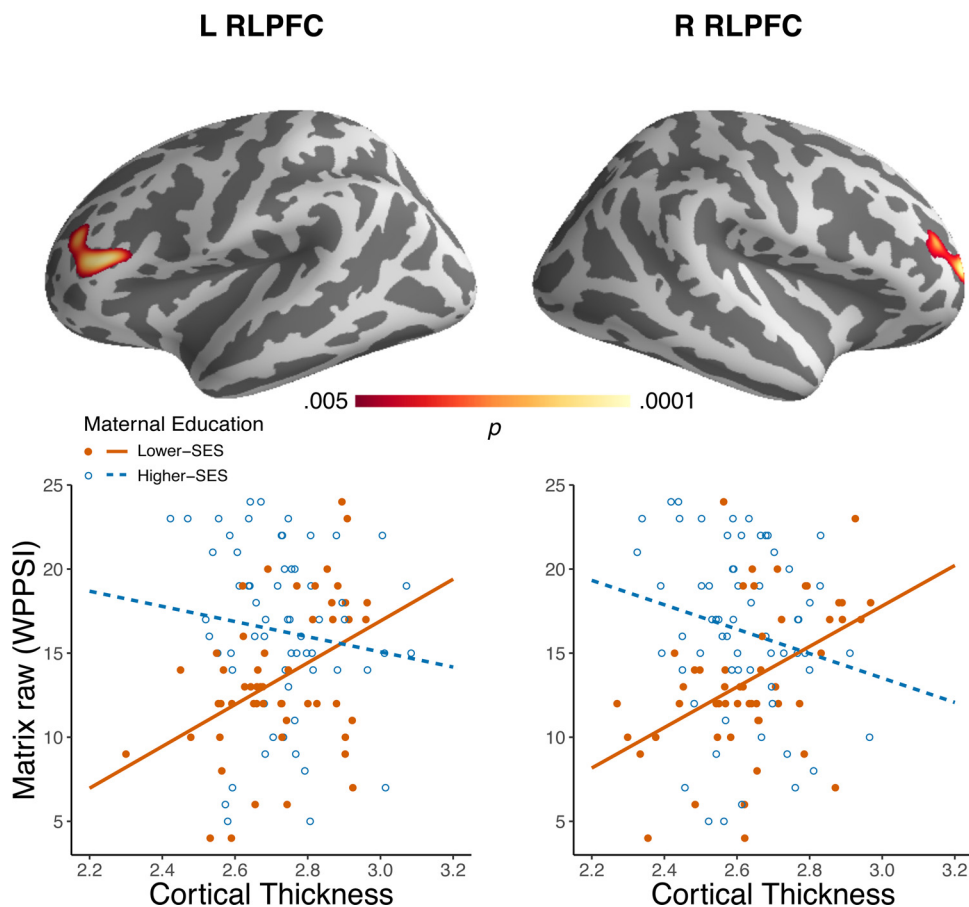 L RLPFC
R RLPFC
.005
.0001
p
Maternal Education
Lower−SES
Higher−SES
Matrix raw (WPPSI)
25
20
15
10
5
2.2 2.4 2.6 2.8 3.0 3.2
Cortical Thickness
25
20
15
10
5
2.2 2.4 2.6 2.8 3.0 3.2
Cortical Thickness